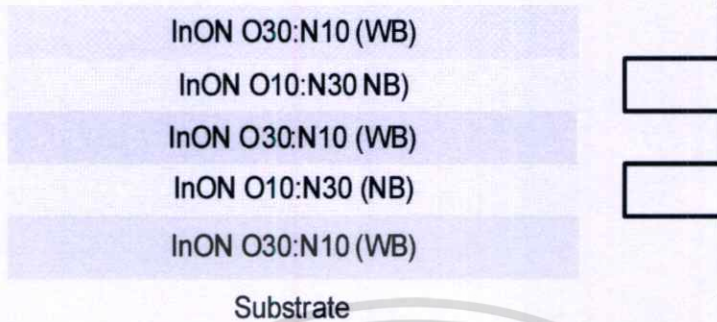 InON O30:N10 (WB)
InON O10:N30 NB)
InON O30:N10 (WB)
InON O10:N30 (NB)
InON O30:N10 (WB)
Substrate